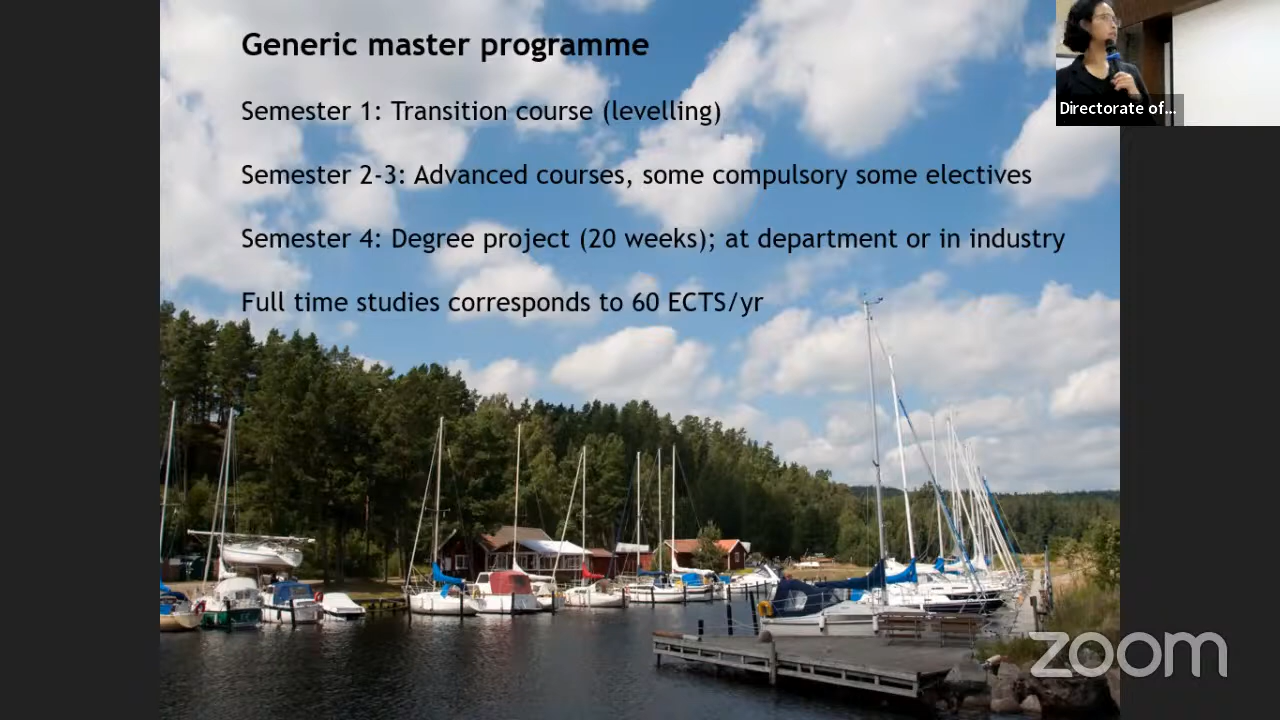 Generic master programme
Semester 1: Transition course (levelling)
Semester 2-3: Advanced courses, some compulsory some electives
Semester 4: Degree project (20 weeks); at department or in industry
Full time studies corresponds to 60 ECTS/yr
Directorate of...
zoom